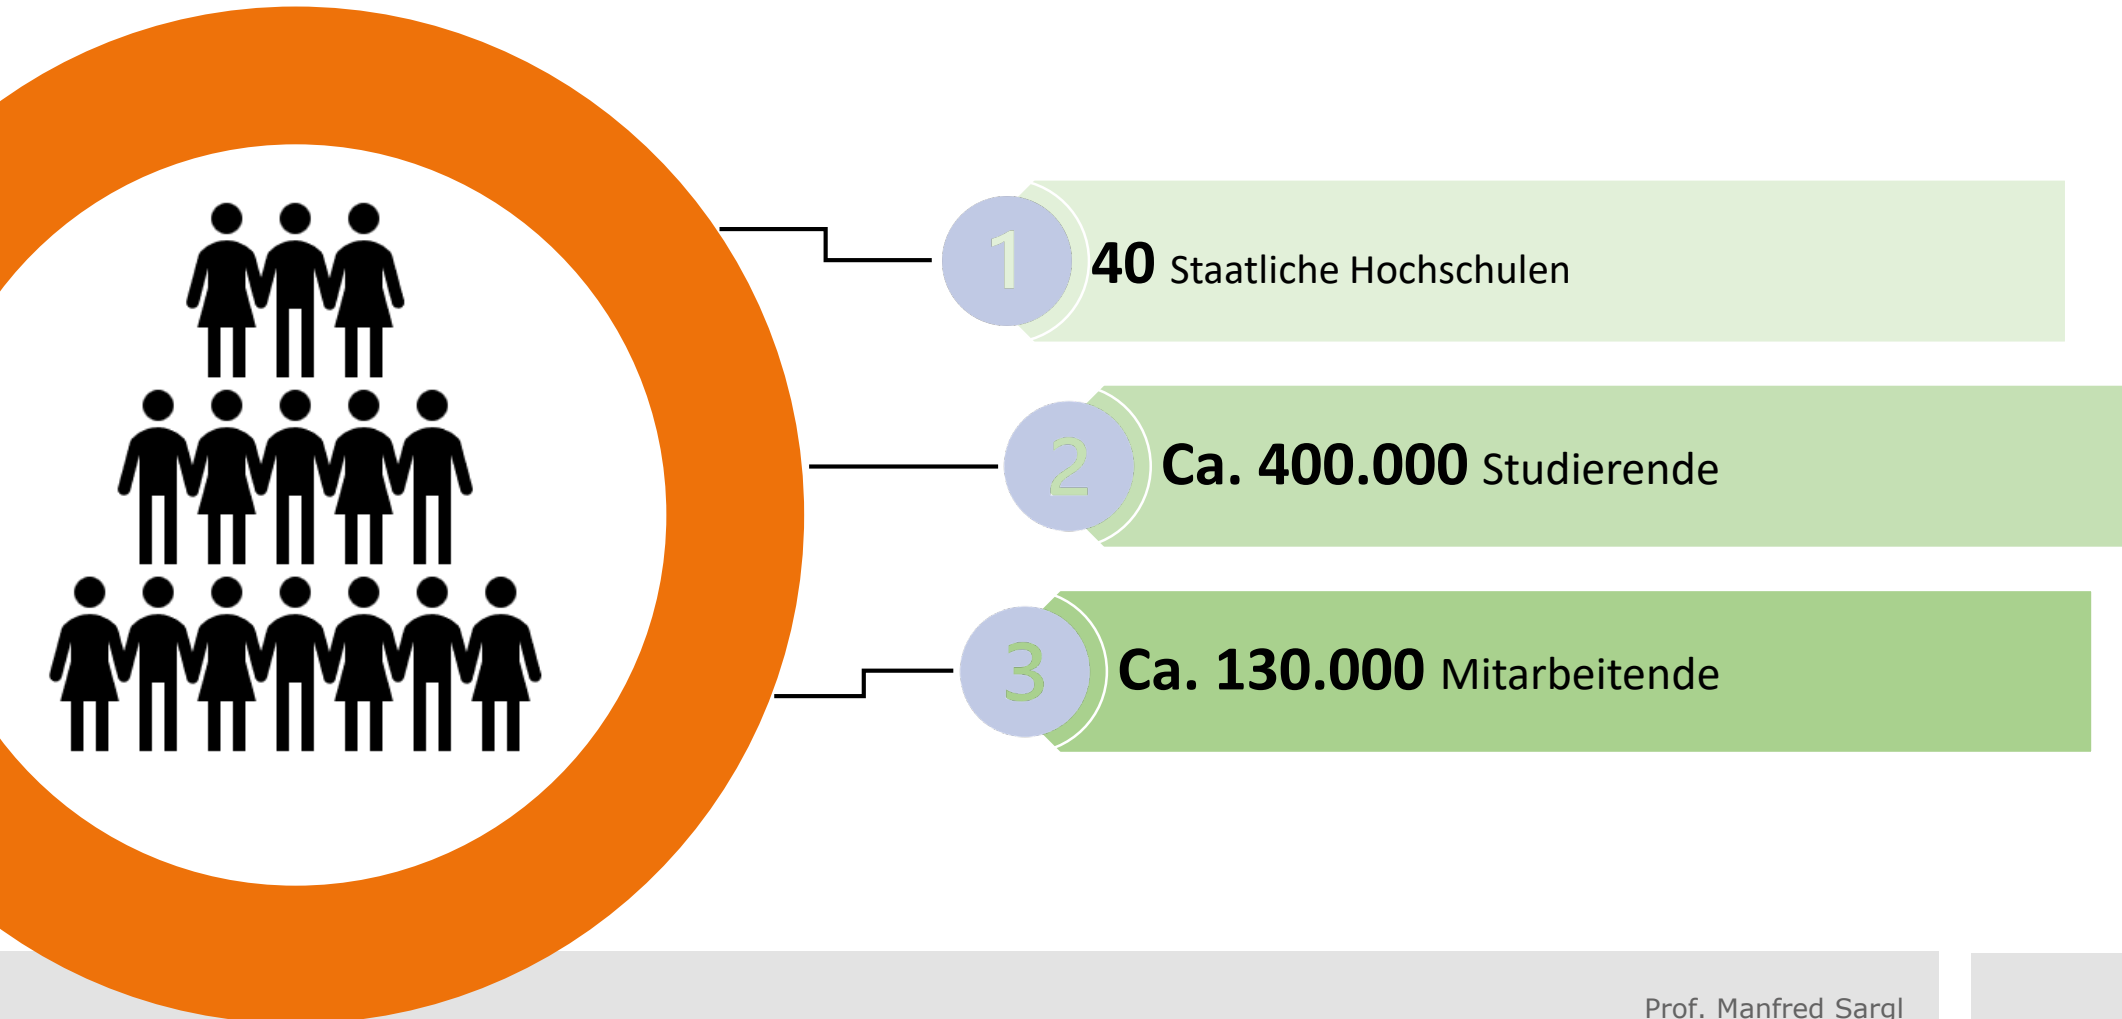 1 40 Staatliche Hochschulen
2 Ca. 400.000 Studierende
3 Ca. 130.000 Mitarbeitende
Prof. Manfred Sargl